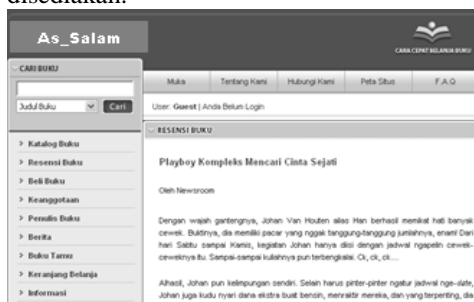 disediakan.
As_Salam
CARA CEPAT BELANJA BUKU
CARI BUKU
Judul Buku
Cari
Muka
Tentang Kami
Hubungi Kami
Peta Situs
F.A.Q
User: Guest | Anda Belum Login
RESENSI BUKU
Katalog Buku
Resensi Buku
Beli Buku
Keanggotaan
Penulis Buku
Berita
Buku Tamu
Keranjang Belanja
Informasi
Playboy Kompleks Mencari Cinta Sejati
Oleh Newsroom
Dengan wajah gantengnya, Johan Van Houten alias Han berhasil memikat hati banyak
cewek. Buktinya, dia memiliki pacar yang nggak tanggung-tanggung jumlahnya, enam! Dari
hari Sabtu sampai Kamis, kegiatan Johan hanya diisi dengan jadwal ngapelin cewek-
ceweknya itu. Sampai-sampai kuliahnya pun terbengkalai. Ck, ck, ck....
Alhasil, Johan pun kelimpungan sendiri. Selain harus pinter-pinter ngatur jadwal nge-date,
Johan juga kudu nyari dana ekstra buat bensin, mentraktir mereka, dan yang terpenting, dia